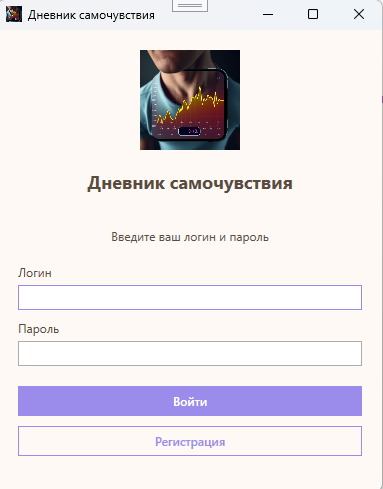 Дневник самочувствия
Дневник самочувствия
Введите ваш логин и пароль
Логин
Пароль
Войти
Регистрация